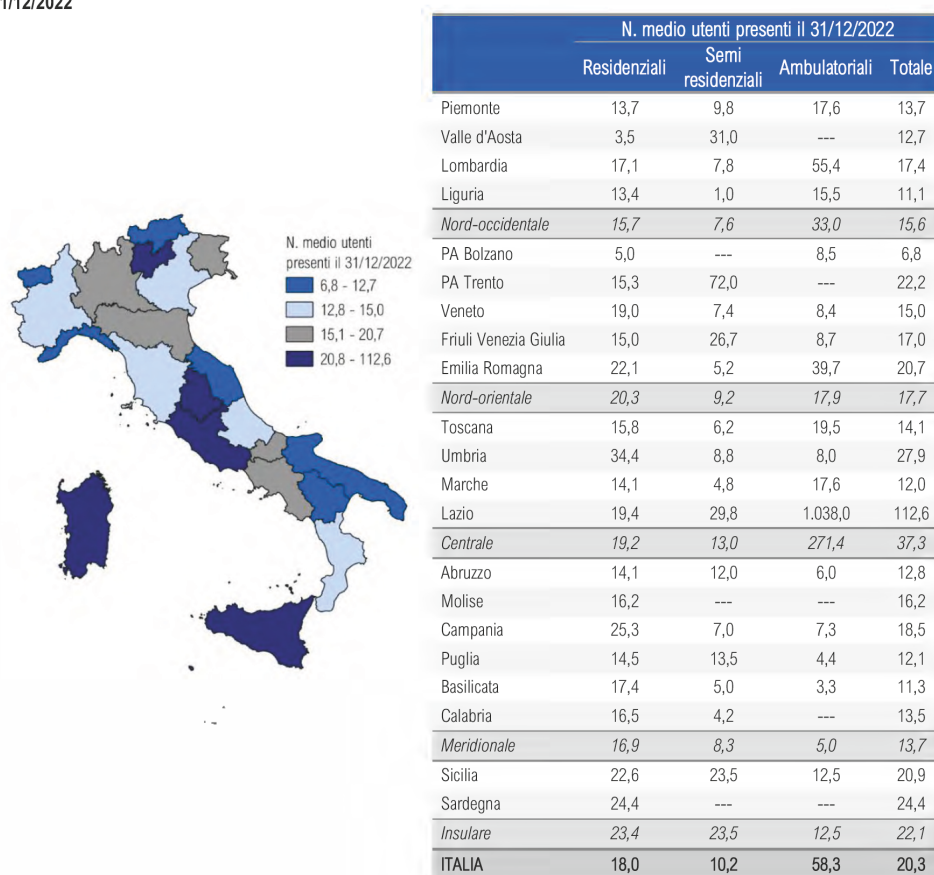 1/12/2022
N. medio utenti
presenti il 31/12/2022
6,8 - 12,7
12,8 - 15,0
15,1 - 20,7
20,8 - 112,6
N. medio utenti presenti il 31/12/2022
Residenziali Semi residenziali Ambulatoriali Totale
Piemonte 13,7 9,8 17,6 13,7
Valle d'Aosta 3,5 31,0 --- 12,7
Lombardia 17,1 7,8 55,4 17,4
Liguria 13,4 1,0 15,5 11,1
Nord-occidentale 15,7 7,6 33,0 15,6
PA Bolzano 5,0 --- 8,5 6,8
PA Trento 15,3 72,0 --- 22,2
Veneto 19,0 7,4 8,4 15,0
Friuli Venezia Giulia 15,0 26,7 8,7 17,0
Emilia Romagna 22,1 5,2 39,7 20,7
Nord-orientale 20,3 9,2 17,9 17,7
Toscana 15,8 6,2 19,5 14,1
Umbria 34,4 8,8 8,0 27,9
Marche 14,1 4,8 17,6 12,0
Lazio 19,4 29,8 1.038,0 112,6
Centrale 19,2 13,0 271,4 37,3
Abruzzo 14,1 12,0 6,0 12,8
Molise 16,2 --- --- 16,2
Campania 25,3 7,0 7,3 18,5
Puglia 14,5 13,5 4,4 12,1
Basilicata 17,4 5,0 3,3 11,3
Calabria 16,5 4,2 --- 13,5
Meridionale 16,9 8,3 5,0 13,7
Sicilia 22,6 23,5 12,5 20,9
Sardegna 24,4 --- --- 24,4
Insulare 23,4 23,5 12,5 22,1
ITALIA 18,0 10,2 58,3 20,3